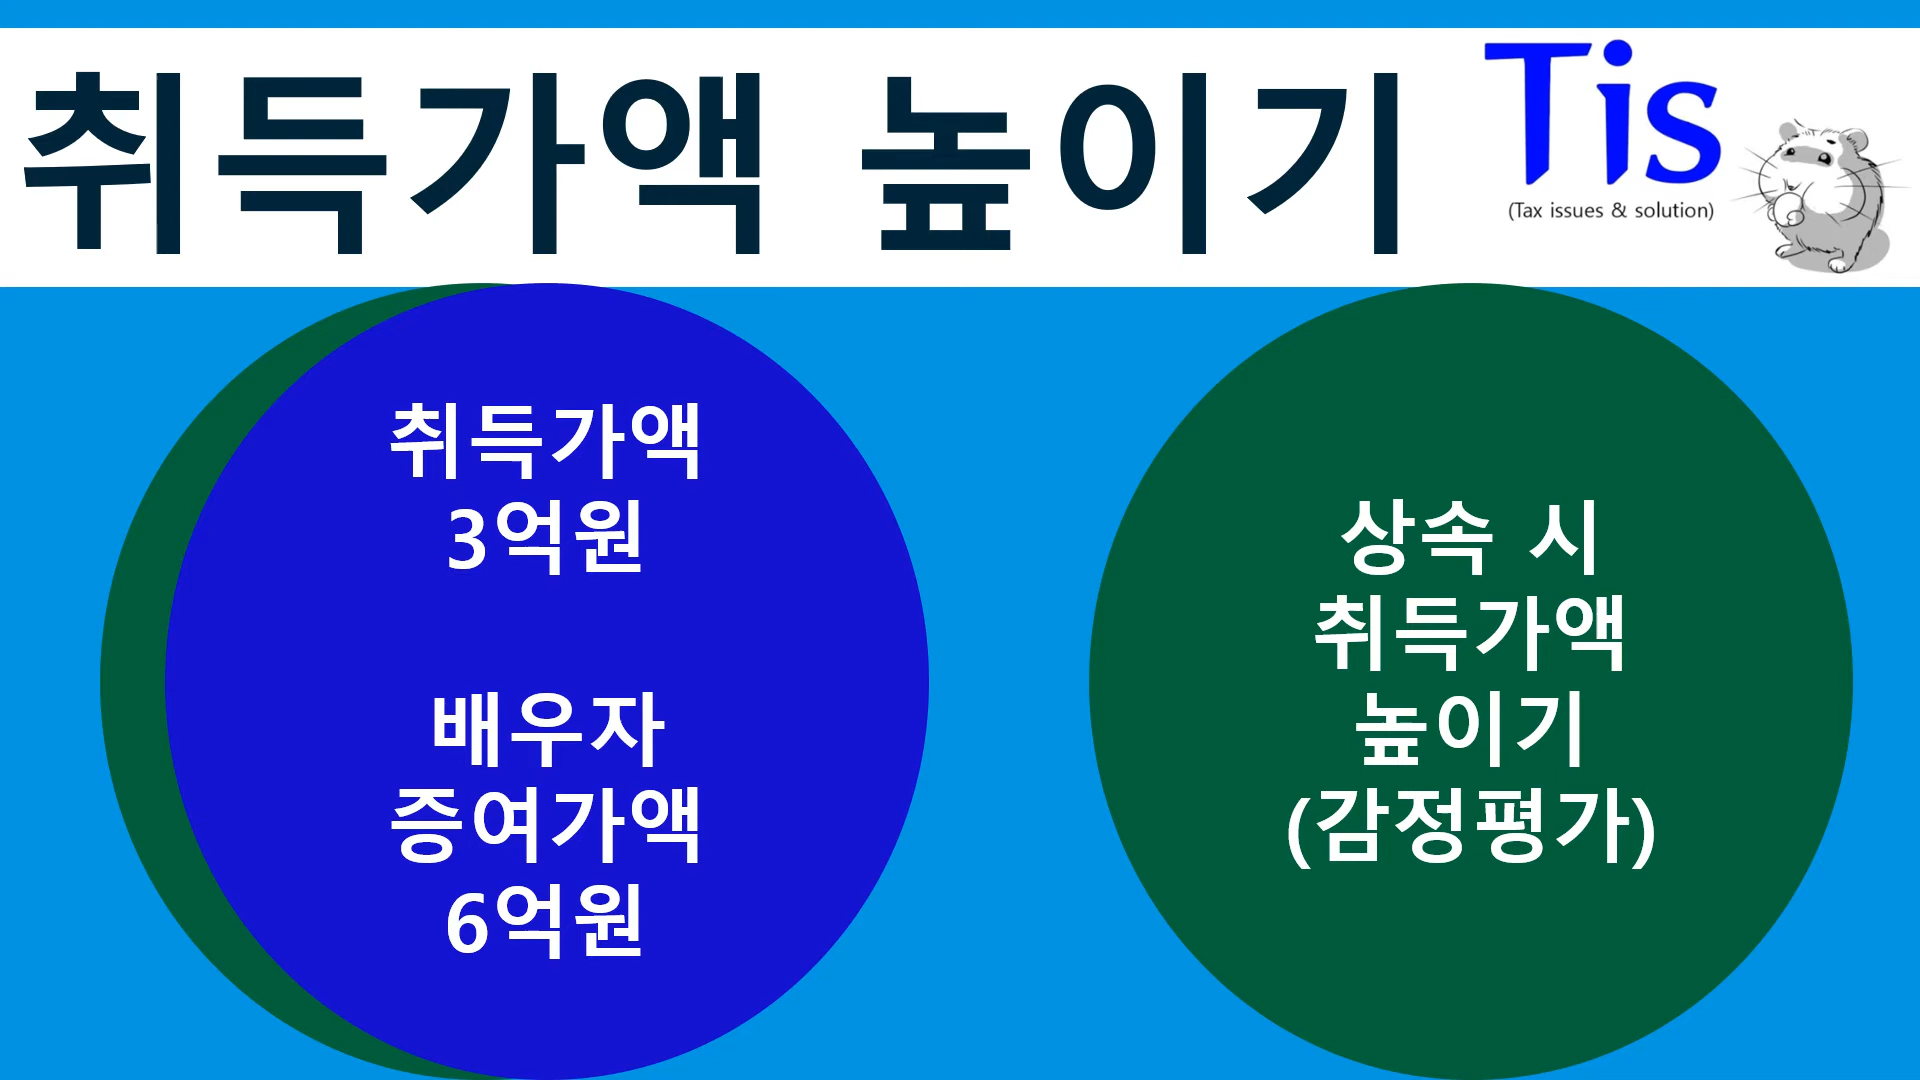 취득가액 높이기
Tis
(Tax issues & solution)
취득가액
3억원
배우자
증여가액
6억원
상속 시
취득가액
높이기
(감정평가)